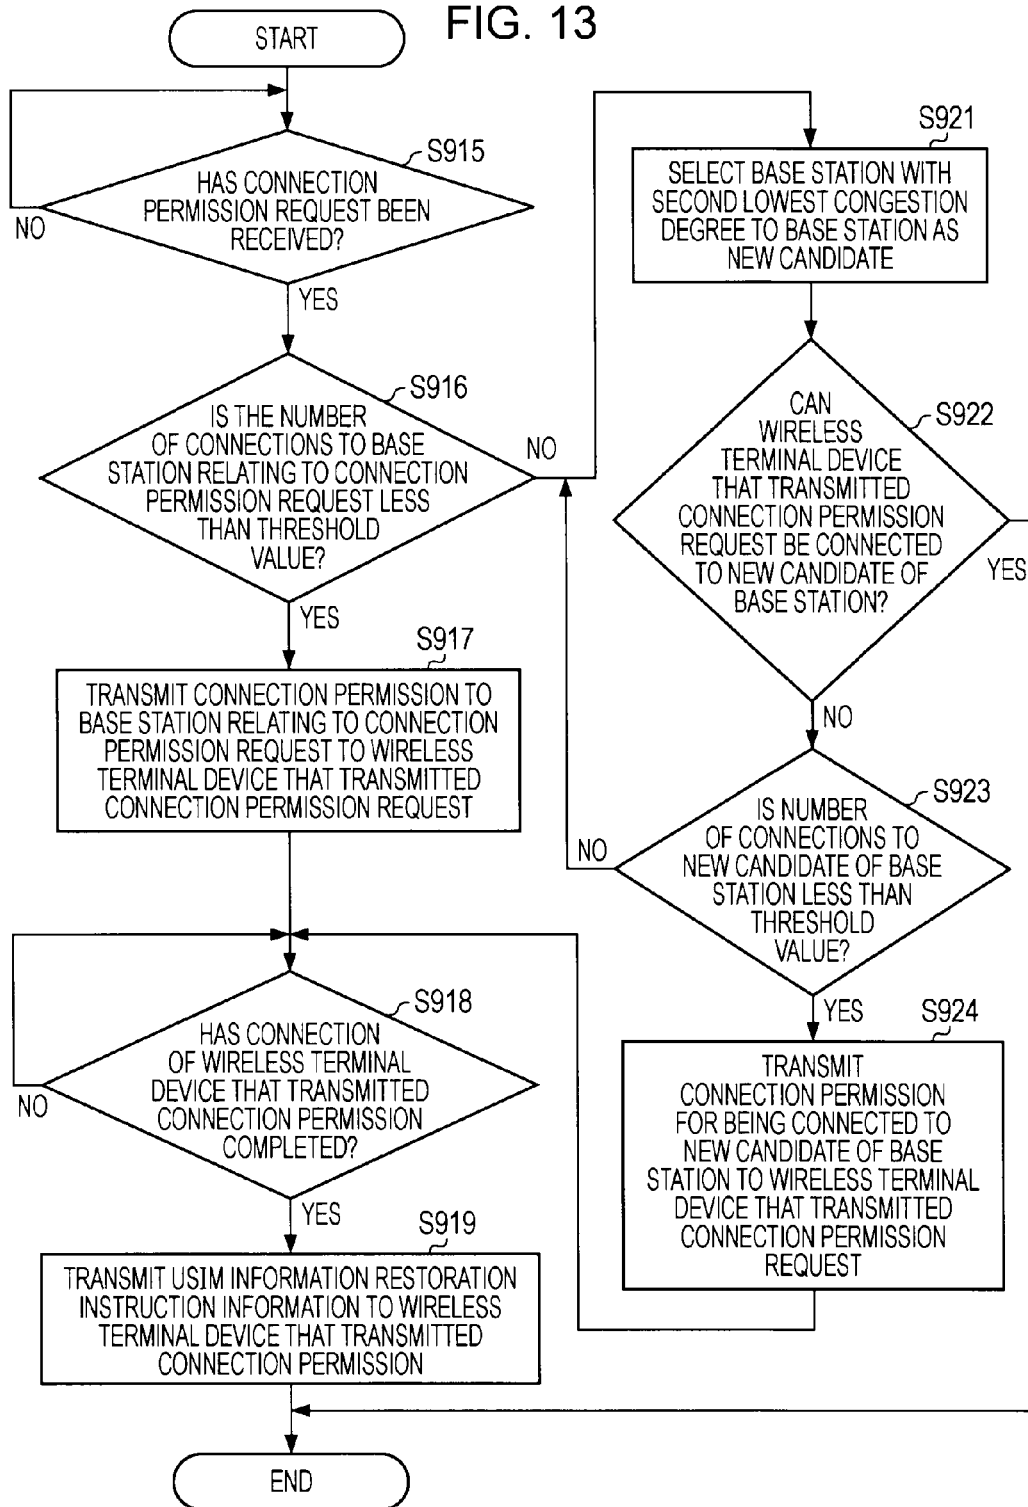 FIG. 13
START
S915
HAS CONNECTION
PERMISSION REQUEST BEEN
RECEIVED?
NO
YES
S916
IS THE NUMBER
OF CONNECTIONS TO BASE
STATION RELATING TO CONNECTION
PERMISSION REQUEST LESS
THAN THRESHOLD
VALUE?
NO
YES
S917
TRANSMIT CONNECTION PERMISSION TO
BASE STATION RELATING TO CONNECTION
PERMISSION REQUEST TO WIRELESS
TERMINAL DEVICE THAT TRANSMITTED
CONNECTION PERMISSION REQUEST
S918
HAS CONNECTION
OF WIRELESS TERMINAL
DEVICE THAT TRANSMITTED
CONNECTION PERMISSION
COMPLETED?
NO
YES
S919
TRANSMIT USIM INFORMATION RESTORATION
INSTRUCTION INFORMATION TO WIRELESS
TERMINAL DEVICE THAT TRANSMITTED
CONNECTION PERMISSION
END
S921
SELECT BASE STATION WITH
SECOND LOWEST CONGESTION
DEGREE TO BASE STATION AS
NEW CANDIDATE
S922
CAN
WIRELESS
TERMINAL DEVICE
THAT TRANSMITTED
CONNECTION PERMISSION
REQUEST BE CONNECTED
TO NEW CANDIDATE OF
BASE STATION?
YES
NO
S923
IS NUMBER
OF CONNECTIONS TO
NEW CANDIDATE OF BASE
STATION LESS THAN
THRESHOLD
VALUE?
NO
YES
S924
TRANSMIT
CONNECTION PERMISSION
FOR BEING CONNECTED TO
NEW CANDIDATE OF BASE
STATION TO WIRELESS TERMINAL
DEVICE THAT TRANSMITTED
CONNECTION PERMISSION
REQUEST